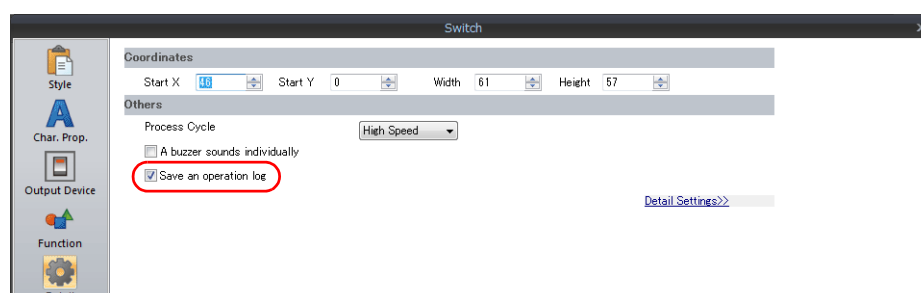 Switch
Style
Char. Prop.
Output Device
Function
Coordinates
Start X 46 Start Y 0 Width 61 Height 57
Others
Process Cycle High Speed
A buzzer sounds individually
Save an operation log
Detail Settings>>